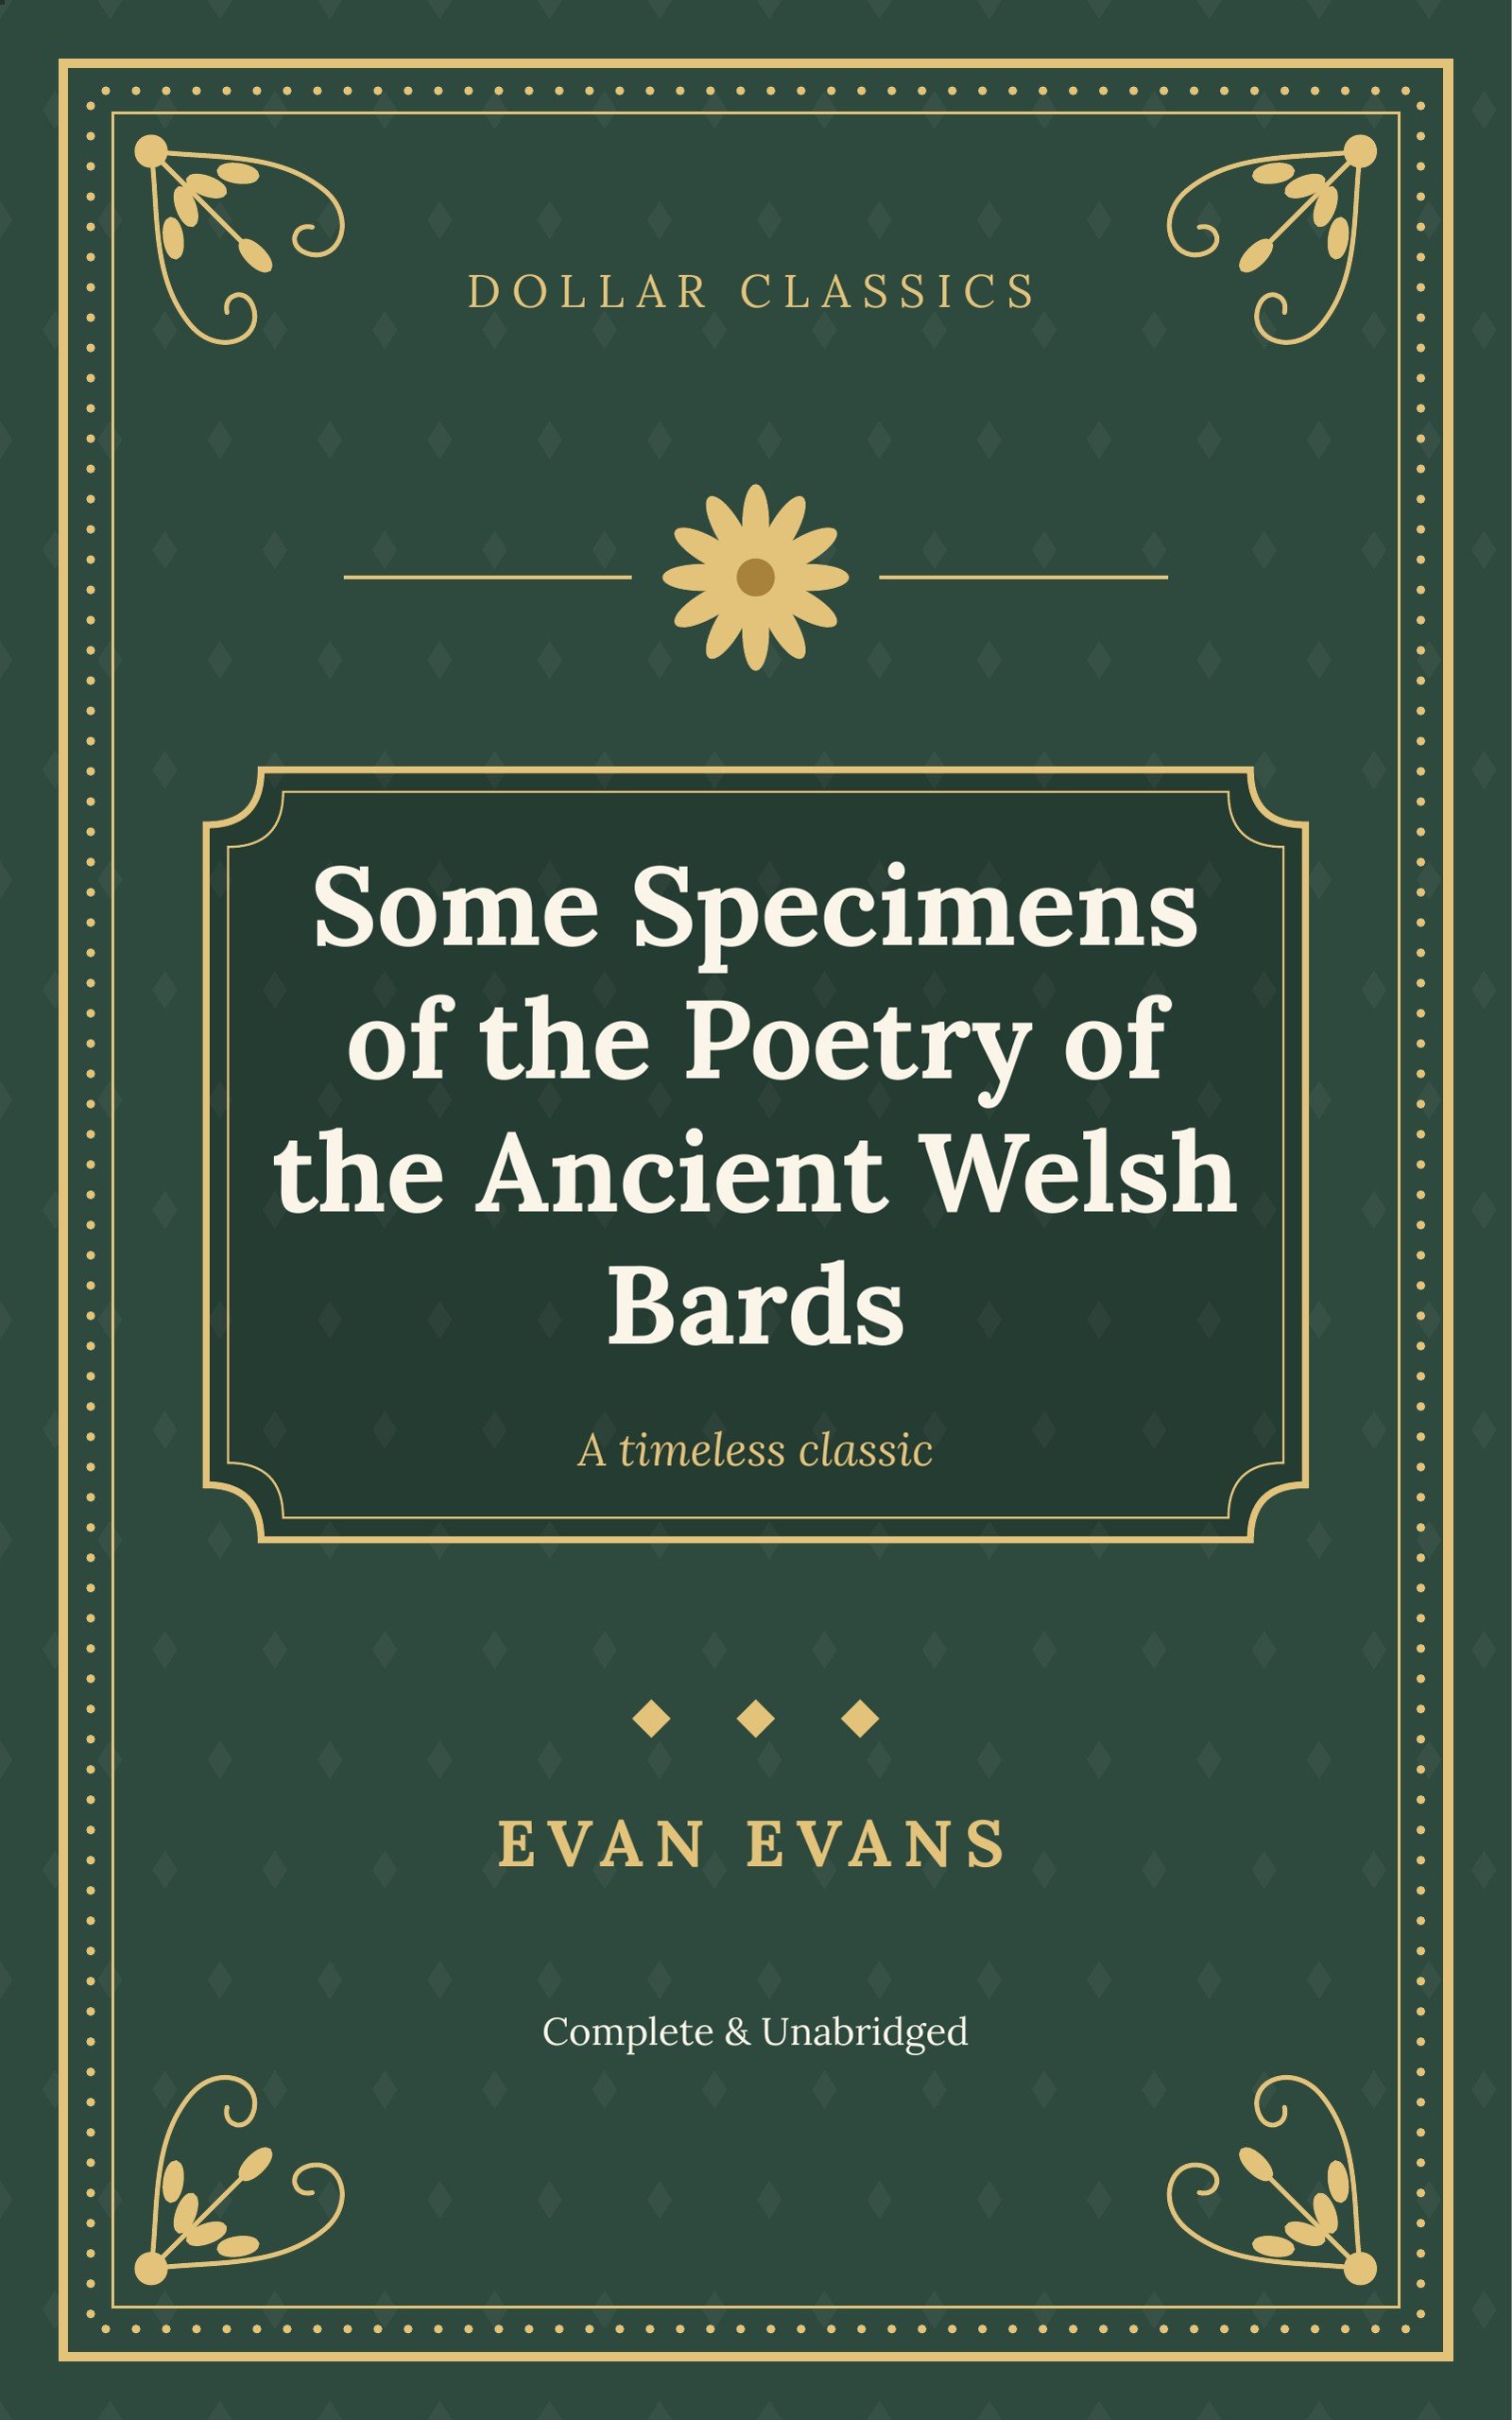 DOLLAR CLASSICS
Some Specimens
of the Poetry of
the Ancient Welsh
Bards
A timeless classic
EVAN EVANS
Complete & Unabridged